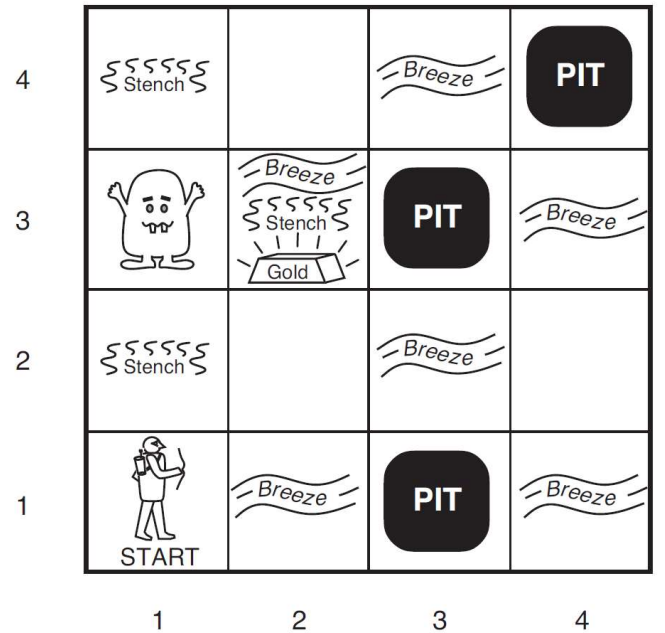 4
Stench
Breeze
PIT
3
Breeze
Stench
Gold
PIT
Breeze
2
Stench
Breeze
1
START
Breeze
PIT
Breeze
1 2 3 4